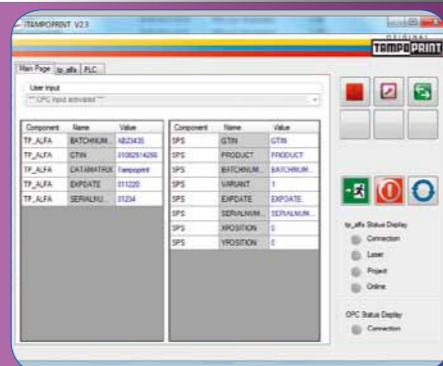 iTAMPOPRINT V2.3
ORIGINAL
TAMPOPRINT
Main Page tp_alfa PLC
User input
"" OPC input activated ""
Component Name Value Component Name Value
TP_ALFA BATCHNUM... AB23435 SPS GTIN GTIN
TP_ALFA GTIN SPS PRODUCT PRODUCT
TP_ALFA DATAMATRIX Tampoprint SPS BATCHNUM... BATCHNUM...
TP_ALFA EXPDATE 011220 SPS VARIANT 1
TP_ALFA SERIALNU... 01234 SPS EXPDATE EXPDATE
SPS SERIALNUM... SERIALNUM...
SPS XPOSITION 0
SPS YPOSITION 0
tp_alfa Status Display
Connection
Laser
Project
Online
OPC Status Display
Connection